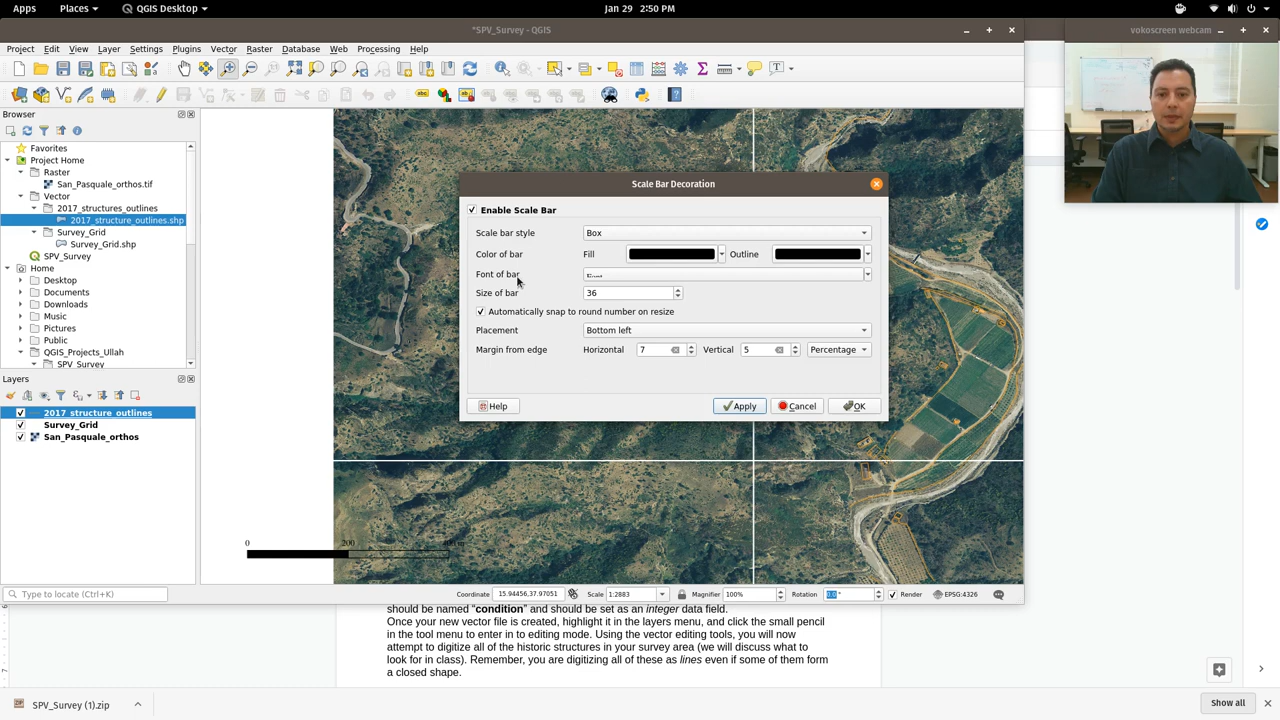 Apps Places QGIS Desktop Jan 29 2:50 PM
*SPV_Survey - QGIS
vokoscreen webcam
Project Edit View Layer Settings Plugins Vector Raster Database Web Processing Help
Browser
Favorites
Project Home
Raster
San_Pasquale_orthos.tif
Vector
2017_structures_outlines
2017_structure_outlines.shp
Survey_Grid
Survey_Grid.shp
SPV_Survey
Home
Desktop
Documents
Downloads
Music
Pictures
Public
QGIS_Projects_Ullah
SPV_Survey
Layers
2017_structure_outlines
Survey_Grid
San_Pasquale_orthos
Scale Bar Decoration
Enable Scale Bar
Scale bar style Box
Color of bar Fill Outline
Font of bar Font
Size of bar 36
Automatically snap to round number on resize
Placement Bottom left
Margin from edge Horizontal 7 Vertical 5 Percentage
Help Apply Cancel OK
0 200
Type to locate (Ctrl+K) Coordinate 15.94456,37.97051 Scale 1:2883 Magnifier 100% Rotation 0.0 ° Render EPSG:4326
should be named “condition” and should be set as an integer data field.
Once your new vector file is created, highlight it in the layers menu, and click the small pencil
in the tool menu to enter in to editing mode. Using the vector editing tools, you will now
attempt to digitize all of the historic structures in your survey area (we will discuss what to
look for in class). Remember, you are digitizing all of these as lines even if some of them form
a closed shape.
SPV_Survey (1).zip
Show all